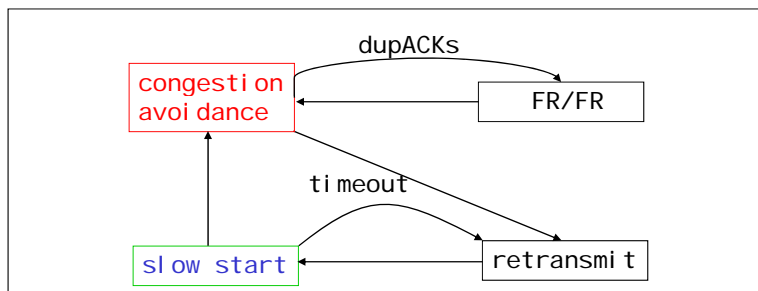 dupACKs
congestion
avoidance
FR/FR
timeout
slow start
retransmit